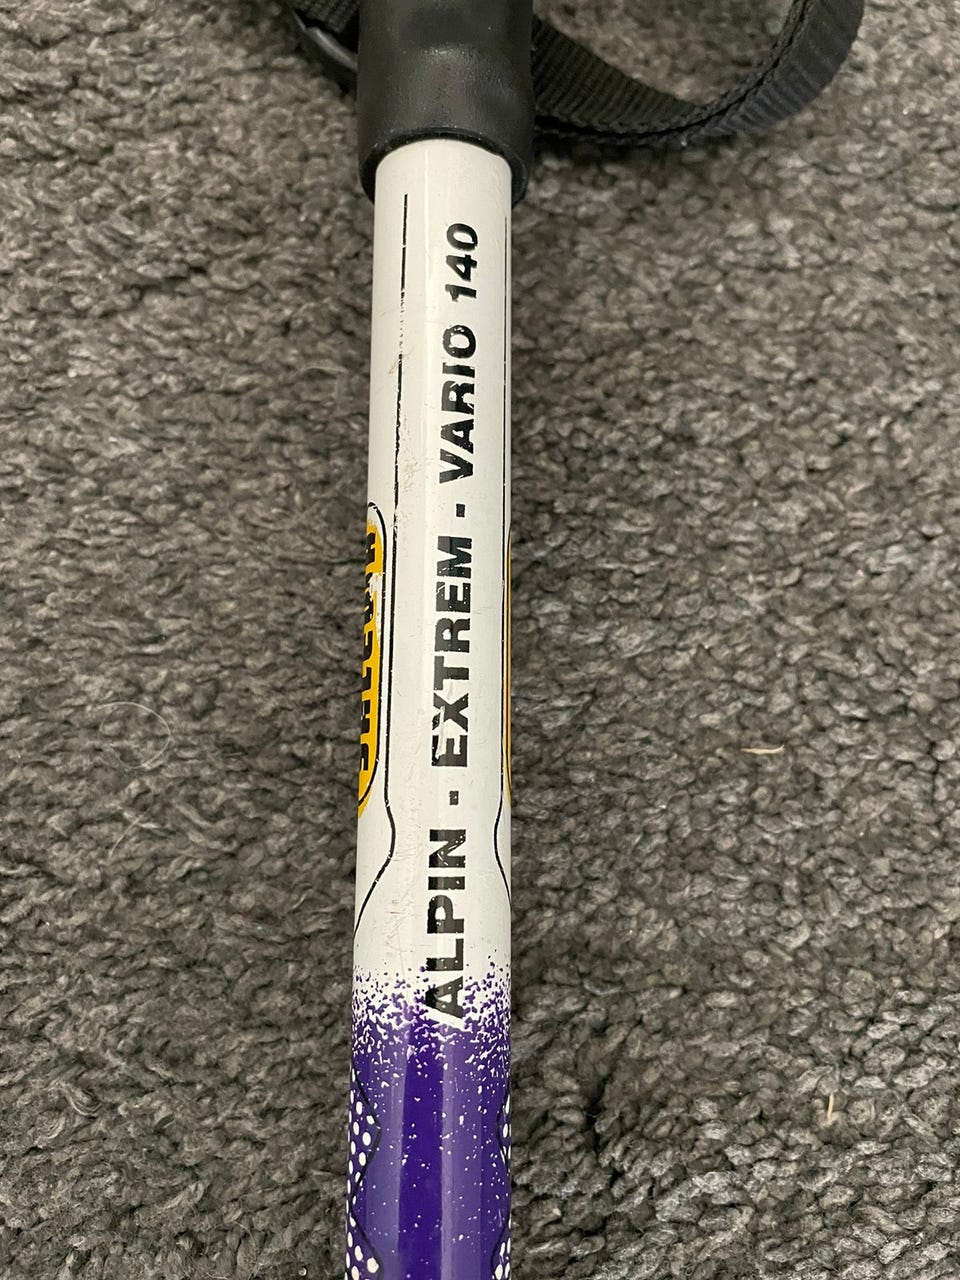 ALPIN - EXTREM - VARIO 140